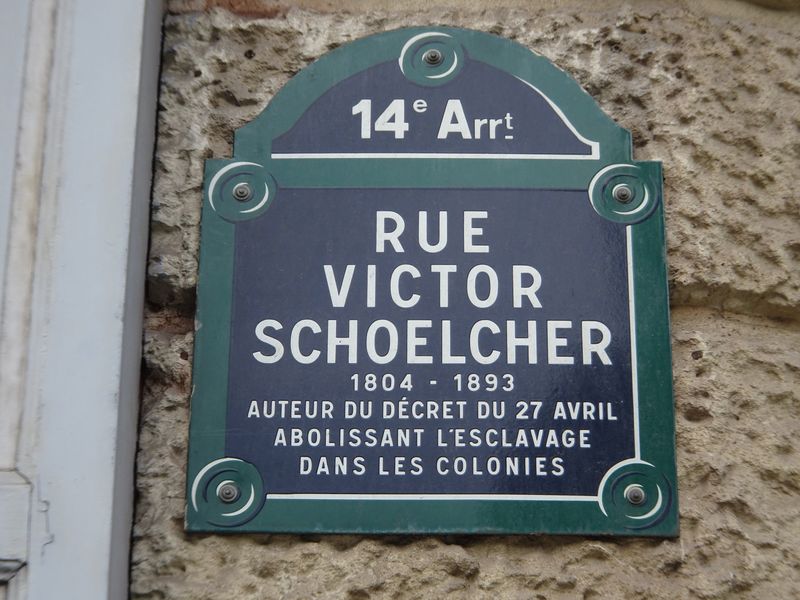 14e Arrt
RUE
VICTOR
SCHOELCHER
1804 - 1893
AUTEUR DU DÉCRET DU 27 AVRIL
ABOLISSANT L'ESCLAVAGE
DANS LES COLONIES